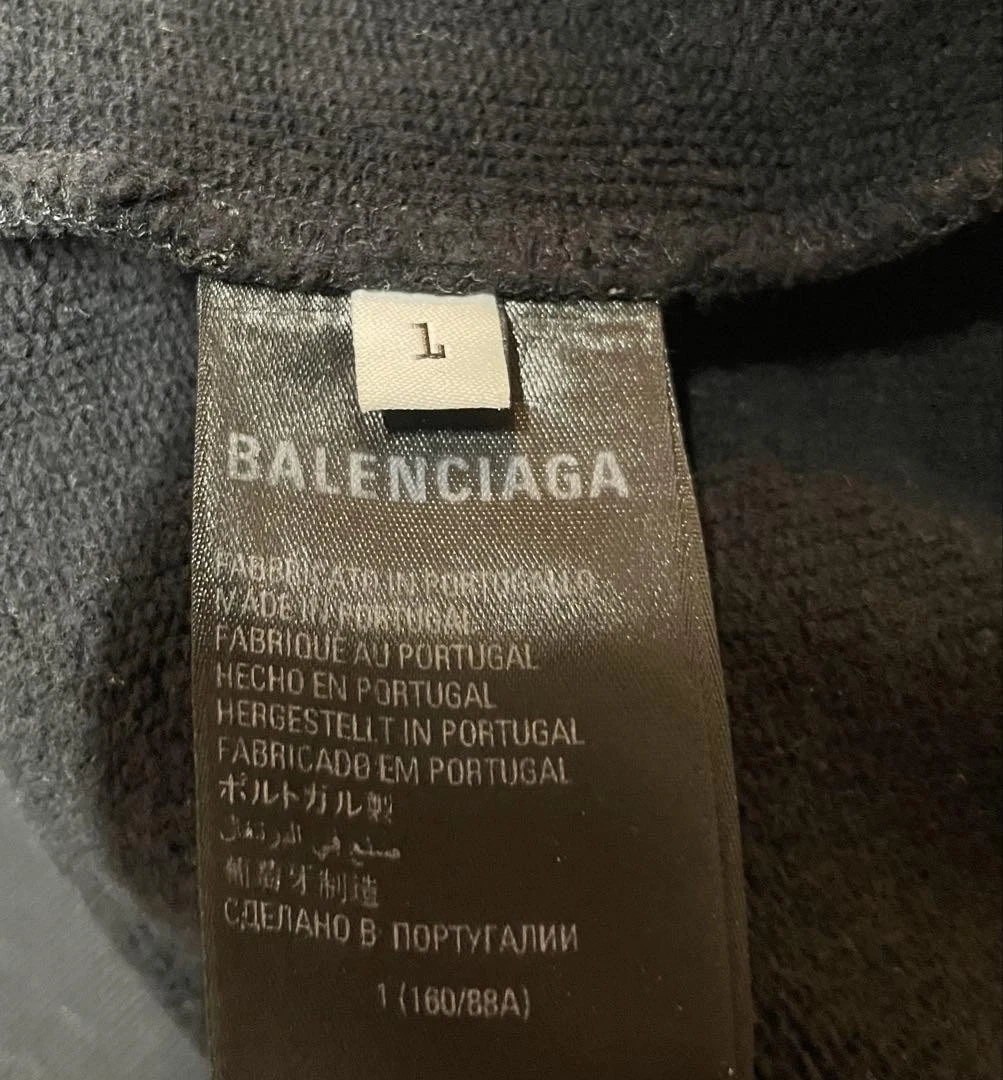 1
BALENCIAGA
FABBRICATO IN PORTOGALLO
MADE IN PORTUGAL
FABRIQUE AU PORTUGAL
HECHO EN PORTUGAL
HERGESTELLT IN PORTUGAL
FABRICADO EM PORTUGAL
ポルトガル製
صنع في البرتغال
葡萄牙制造
СДЕЛАНО В ПОРТУГАЛИИ
1 (160/88A)